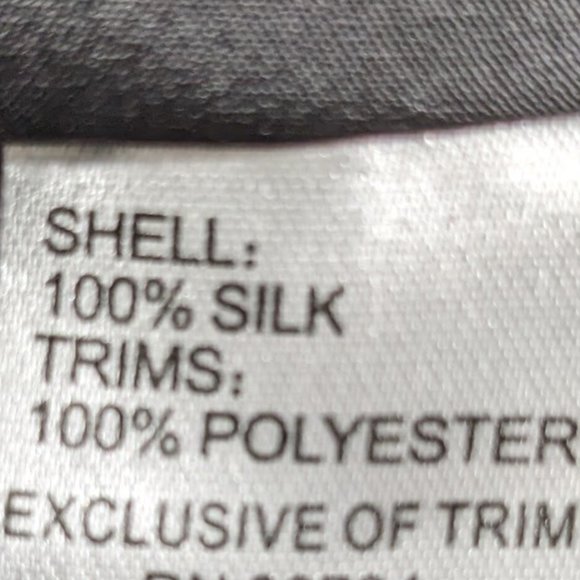 SHELL:
100% SILK
TRIMS:
100% POLYESTER
EXCLUSIVE OF TRIM